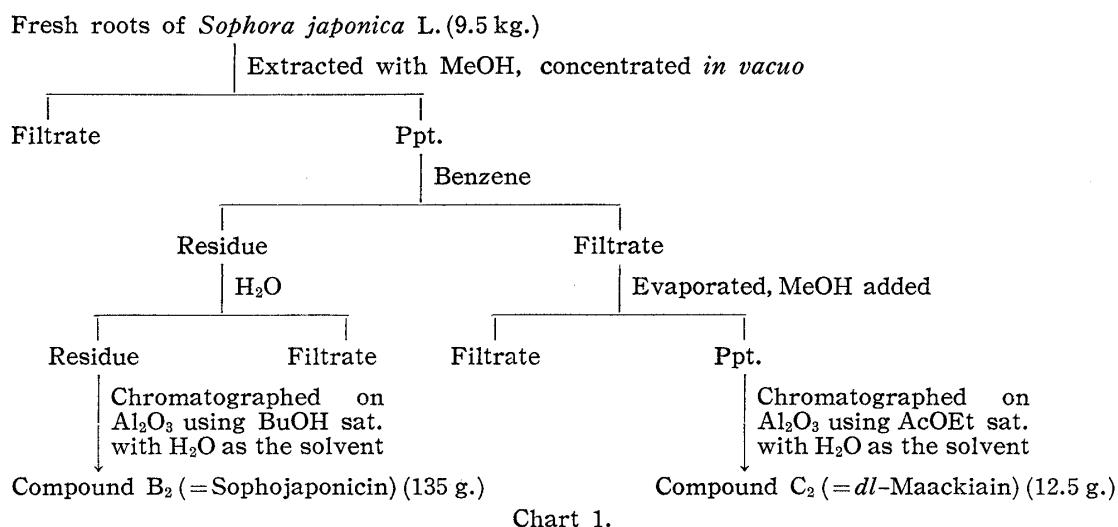 Fresh roots of Sophora japonica L. (9.5 kg.)
Extracted with MeOH, concentrated in vacuo
Filtrate Ppt.
Benzene
Residue Filtrate
H₂O Evaporated, MeOH added
Residue Filtrate Filtrate Ppt.
Chromatographed on Al₂O₃ using BuOH sat. with H₂O as the solvent
Chromatographed on Al₂O₃ using AcOEt sat. with H₂O as the solvent
Compound B₂ (=Sophojaponicin) (135 g.) Compound C₂ (=dl-Maackiain) (12.5 g.)
Chart 1.